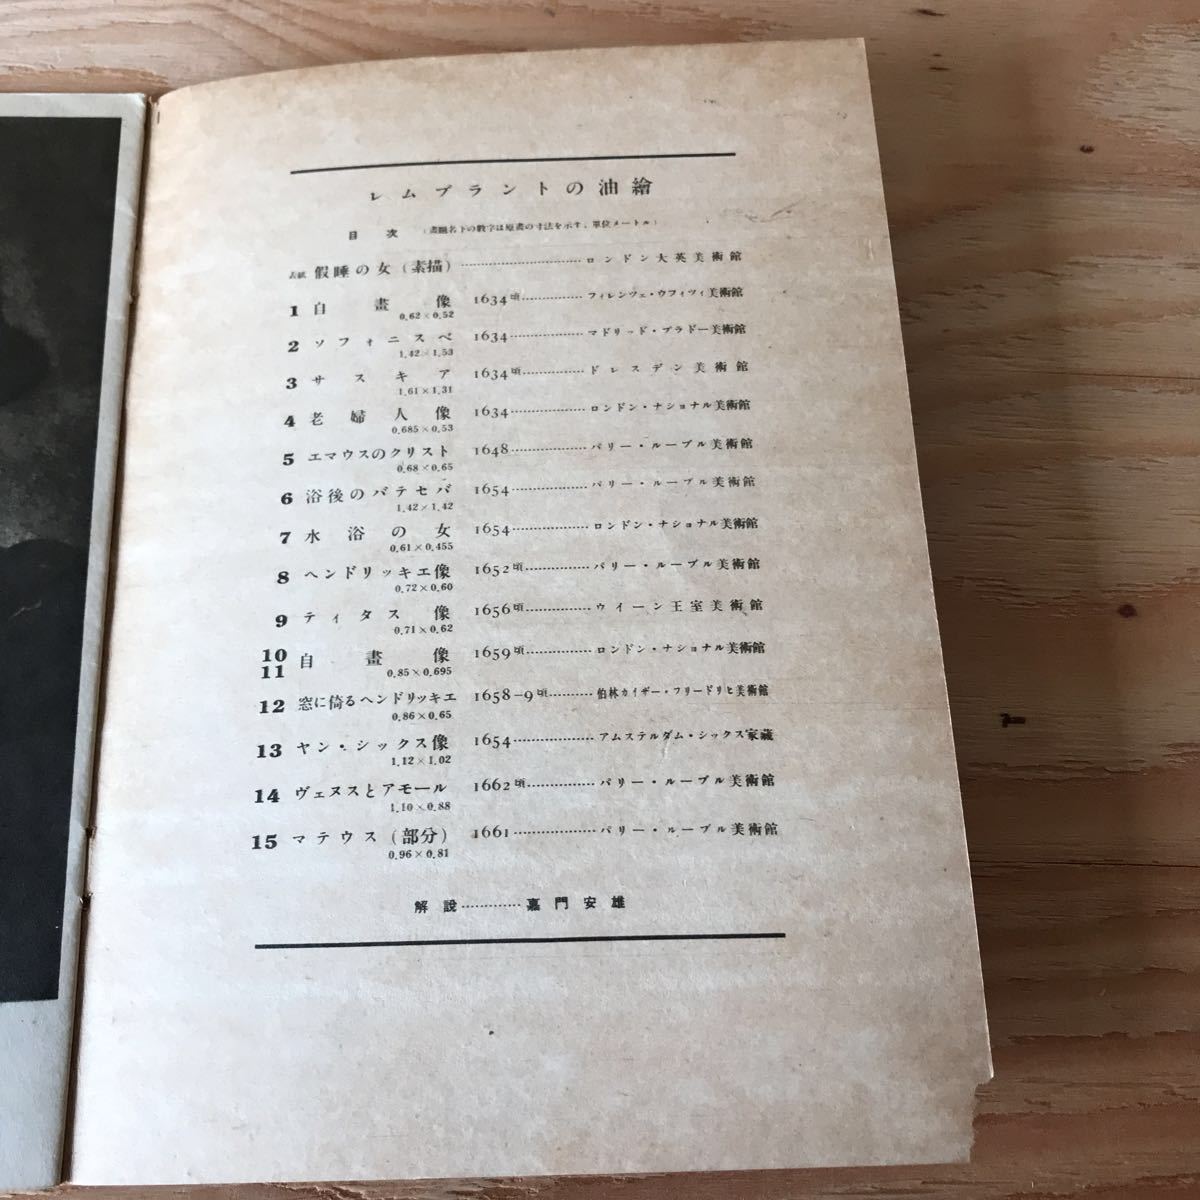 レムブラントの油繪
目次 (畫題名下の數字は原畫の寸法を示す、單位メートル)
表紙 假睡の女(素描)………………ロンドン大英美術館
1 自畫像 1634頃……………フィレンツェ・ウフィツィ美術館
0.62×0.52
2 ソフォニスベ 1634………………マドリッド・プラドー美術館
1.42×1.53
3 サスキア 1634頃……………ドレスデン美術館
1.61×1.31
4 老婦人像 1634………………ロンドン・ナショナル美術館
0.685×0.53
5 エマウスのクリスト 1648………………パリー・ルーブル美術館
0.68×0.65
6 浴後のバテセバ 1654………………パリー・ルーブル美術館
1.42×1.42
7 水浴の女 1654………………ロンドン・ナショナル美術館
0.61×0.455
8 ヘンドリッキエ像 1652頃……………パリー・ルーブル美術館
0.72×0.60
9 ティタス像 1656頃……………ウイーン王室美術館
0.71×0.62
10
11 自畫像 1659頃……………ロンドン・ナショナル美術館
0.85×0.695
12 窓に倚るヘンドリッキエ 1658−9頃…………伯林カイザー・フリードリヒ美術館
0.86×0.65
13 ヤン・シックス像 1654………………アムステルダム・シックス家蔵
1.12×1.02
14 ヴェヌスとアモール 1662頃……………パリー・ルーブル美術館
1.10×0.88
15 マテウス(部分) 1661………………パリー・ルーブル美術館
0.96×0.81
解說…………嘉門安雄